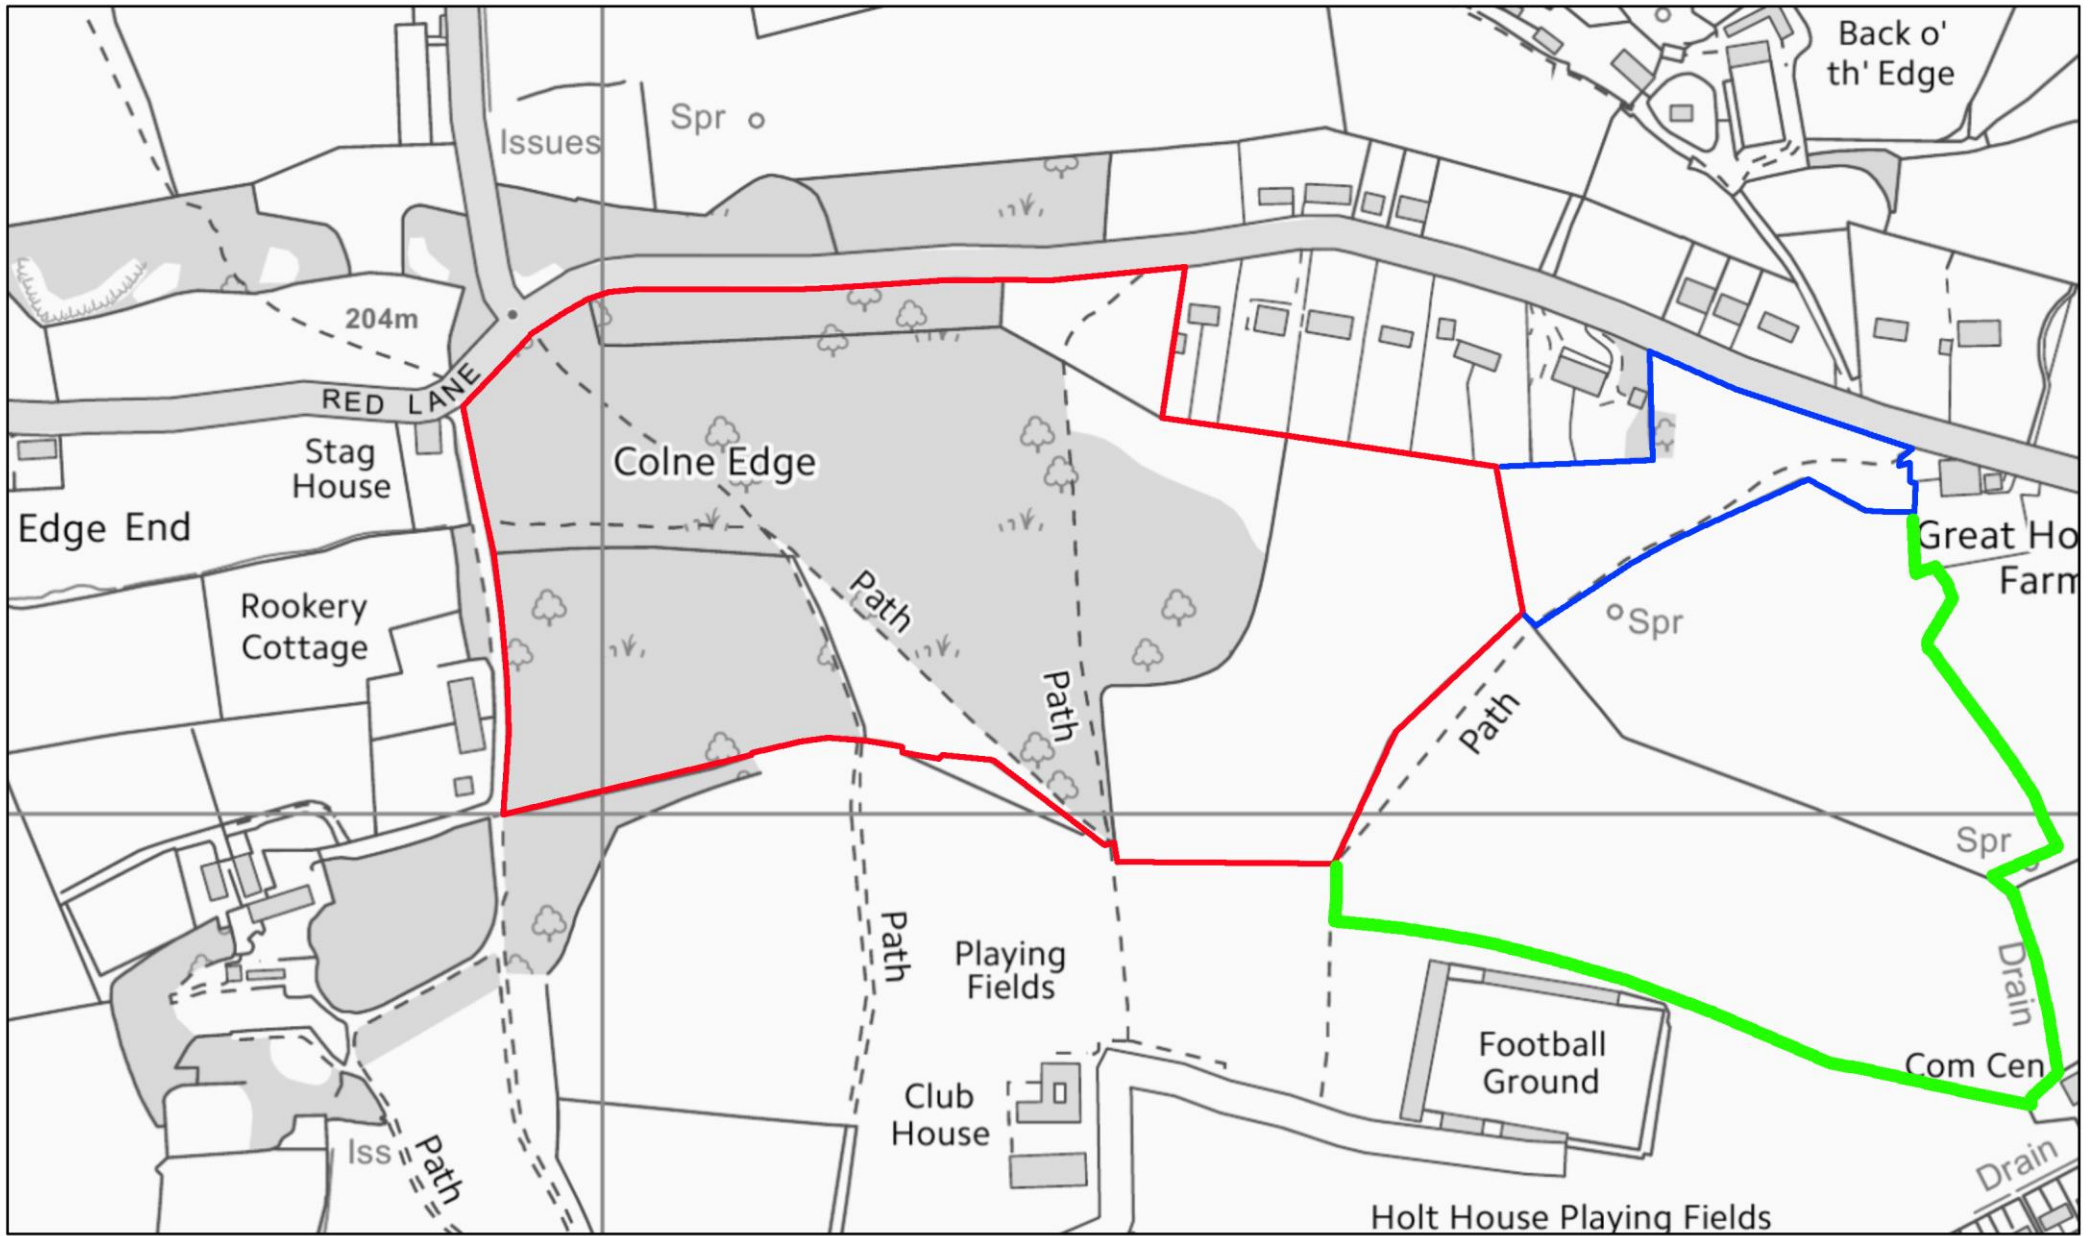 Back o'
th' Edge
Spr
Issues
204m
RED LANE
Stag
House
Colne Edge
Edge End
Great Ho
Farm
Rookery
Cottage
Path
Spr
Path
Path
Spr
Path
Playing
Fields
Drain
Football
Ground
Com Cen
Club
House
Iss
Path
Drain
Holt House Playing Fields